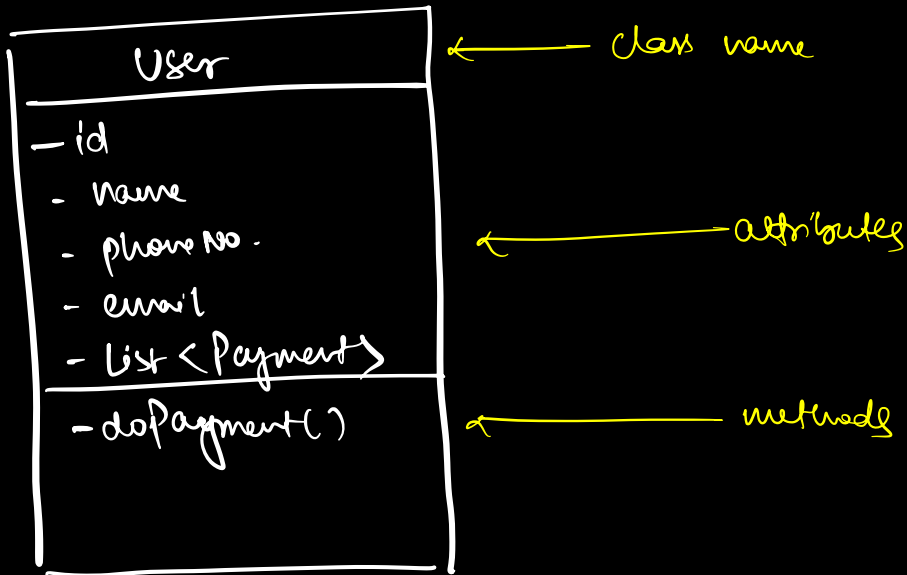 User
class name
- id
- name
- phoneNo.
attributes
- email
- List <Payment>
- doPayment()
methods